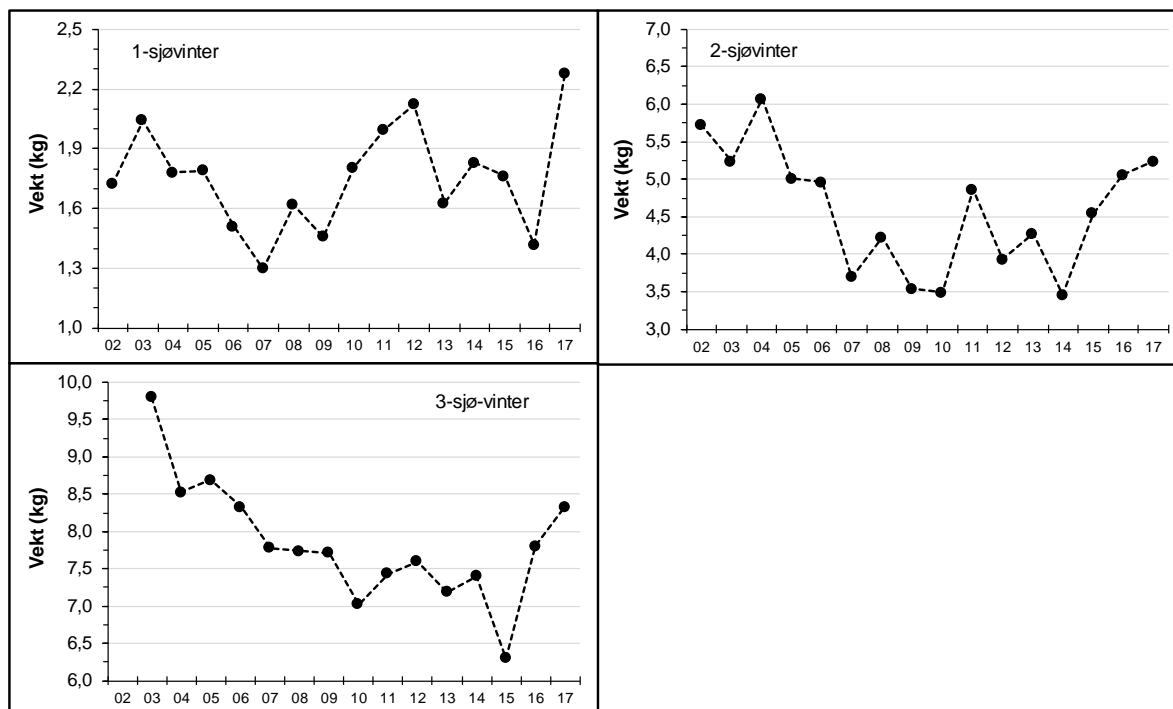 1-sjøvinter
Vekt (kg)
2,5
2,2
1,9
1,6
1,3
1,0
02 03 04 05 06 07 08 09 10 11 12 13 14 15 16 17
2-sjøvinter
Vekt (kg)
7,0
6,5
6,0
5,5
5,0
4,5
4,0
3,5
3,0
02 03 04 05 06 07 08 09 10 11 12 13 14 15 16 17
3-sjø-vinter
Vekt (kg)
10,0
9,5
9,0
8,5
8,0
7,5
7,0
6,5
6,0
02 03 04 05 06 07 08 09 10 11 12 13 14 15 16 17